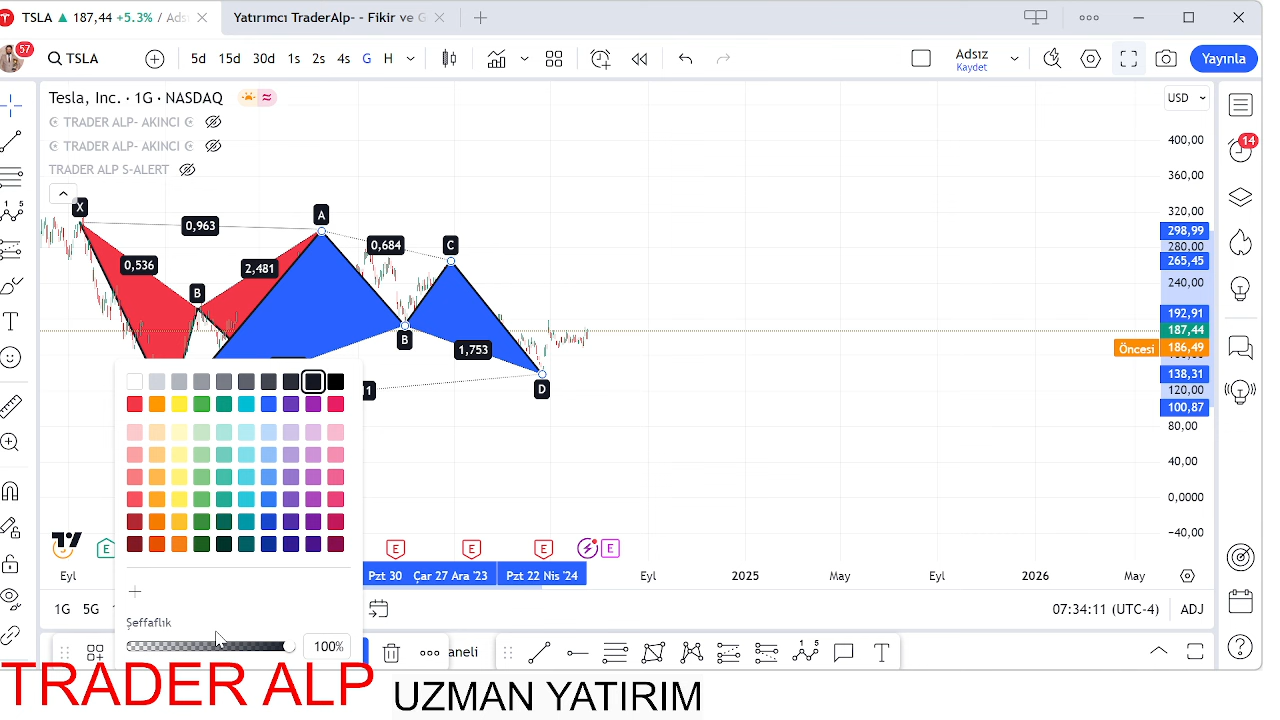 TSLA ▲ 187,44 +5.3% / Ads
Yatırımcı TraderAlp- – Fikir ve G
57
TSLA
5d 15d 30d 1s 2s 4s G H
Adsız
Kaydet
Yayınla
Tesla, Inc. · 1G · NASDAQ
USD
TRADER ALP- AKINCI
TRADER ALP- AKINCI
TRADER ALP S-ALERT
14
400,00
360,00
320,00
298,99
280,00
265,45
240,00
192,91
187,44
Öncesi 186,49
138,31
120,00
100,87
80,00
40,00
0,0000
−40,00
X
0,963
A
0,684
C
0,536
2,481
B
B
1,753
D
E
E
E
E
E
Eyl
Pzt 30
Çar 27 Ara '23
Pzt 22 Nis '24
Eyl
2025
May
Eyl
2026
May
1G 5G
07:34:11 (UTC-4)
ADJ
Şeffaflık
100%
aneli
TRADER ALP UZMAN YATIRIM